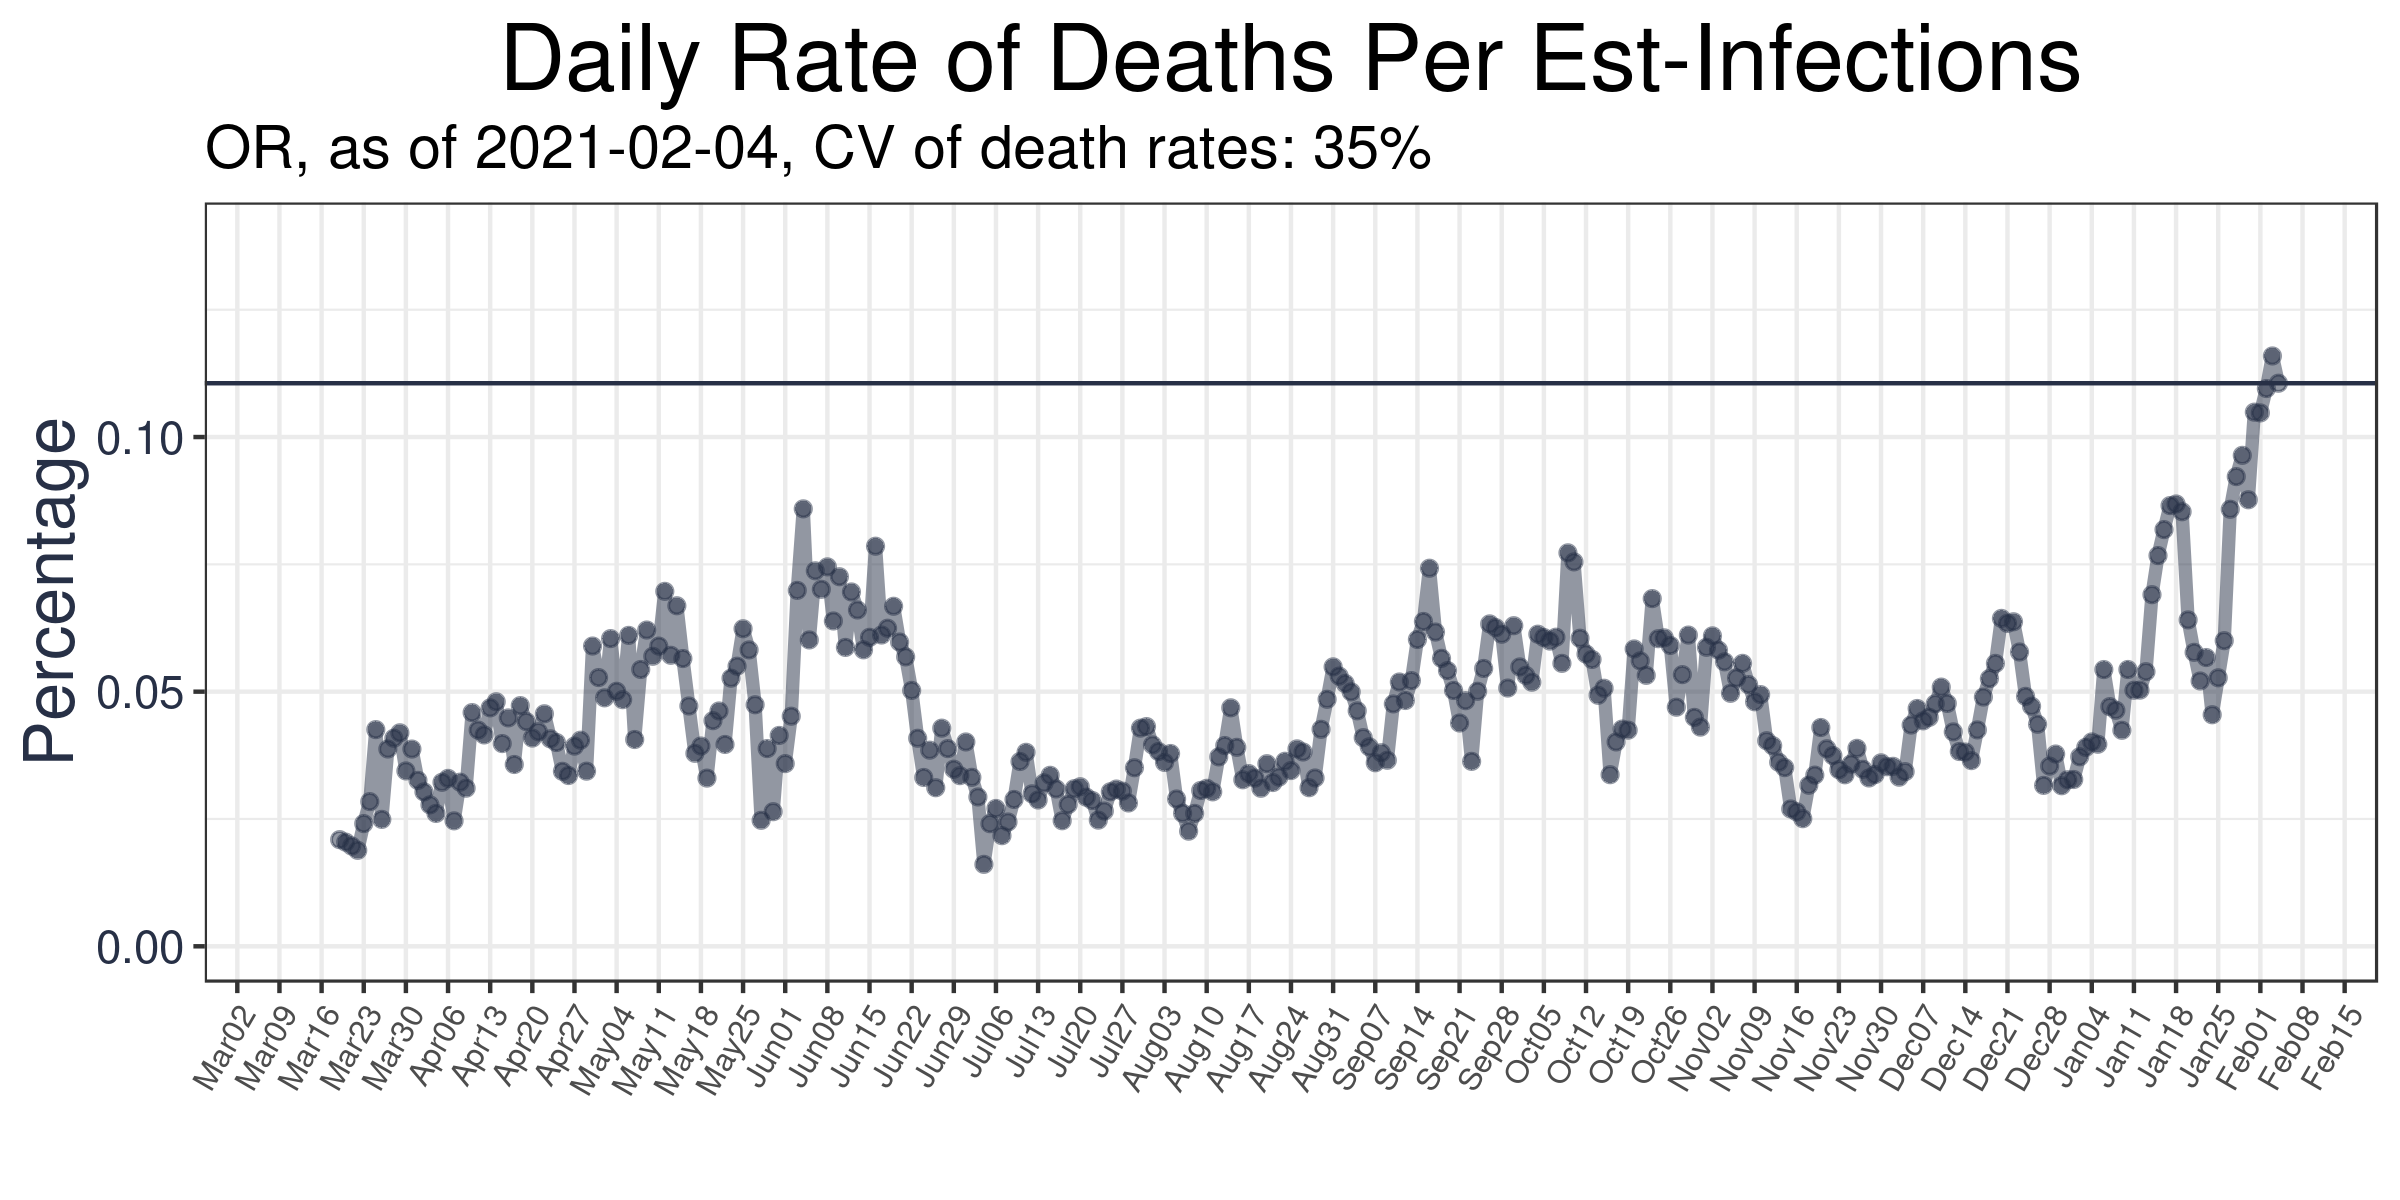 Daily Rate of Deaths Per Est-Infections
OR, as of 2021-02-04, CV of death rates: 35%
Percentage
0.10
0.05
0.00
Mar02
Mar09
Mar16
Mar23
Mar30
Apr06
Apr13
Apr20
Apr27
May04
May11
May18
May25
Jun01
Jun08
Jun15
Jun22
Jun29
Jul06
Jul13
Jul20
Jul27
Aug03
Aug10
Aug17
Aug24
Aug31
Sep07
Sep14
Sep21
Sep28
Oct05
Oct12
Oct19
Oct26
Nov02
Nov09
Nov16
Nov23
Nov30
Dec07
Dec14
Dec21
Dec28
Jan04
Jan11
Jan18
Jan25
Feb01
Feb08
Feb15